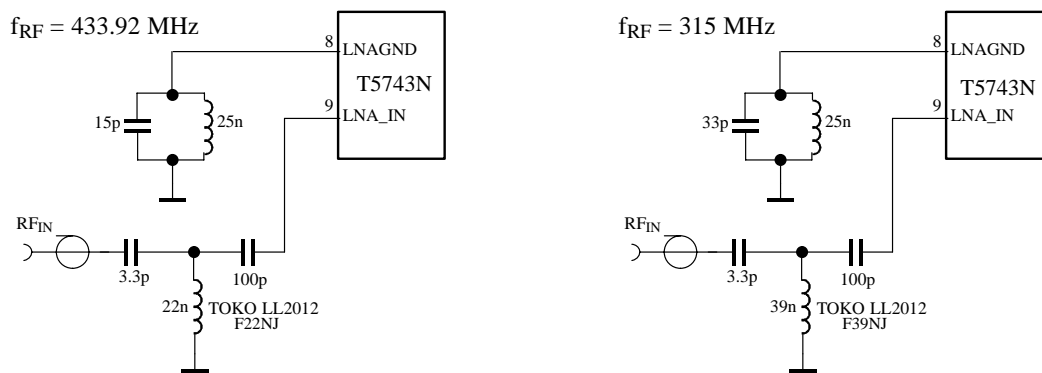 fRF = 433.92 MHz
8
LNAGND
T5743N
15p
25n
9
LNA_IN
RFIN
3.3p
100p
22n
TOKO LL2012
F22NJ
fRF = 315 MHz
8
LNAGND
T5743N
33p
25n
9
LNA_IN
RFIN
3.3p
100p
39n
TOKO LL2012
F39NJ